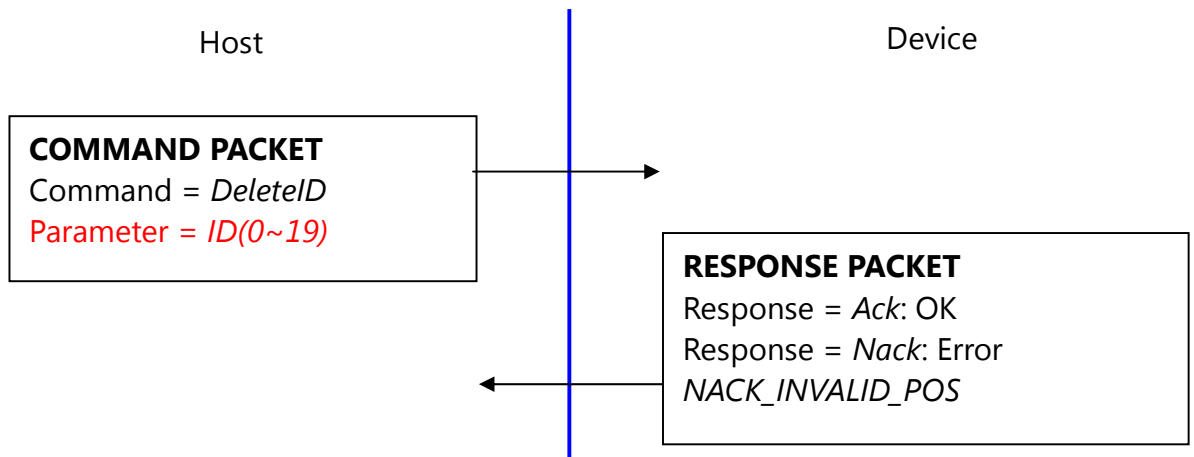 Host
Device
COMMAND PACKET
Command = DeleteID
Parameter = ID(0~19)
RESPONSE PACKET
Response = Ack: OK
Response = Nack: Error
NACK_INVALID_POS